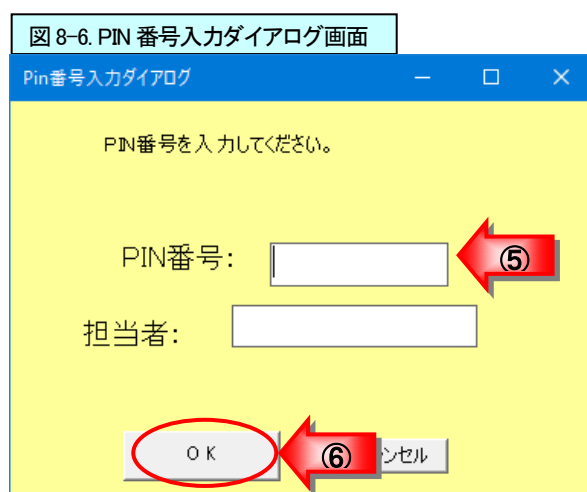 図 8-6. PIN 番号入力ダイアログ画面
Pin番号入力ダイアログ
PIN番号を入力してください。
PIN番号:
⑤
担当者:
ＯＫ
⑥
ンセル